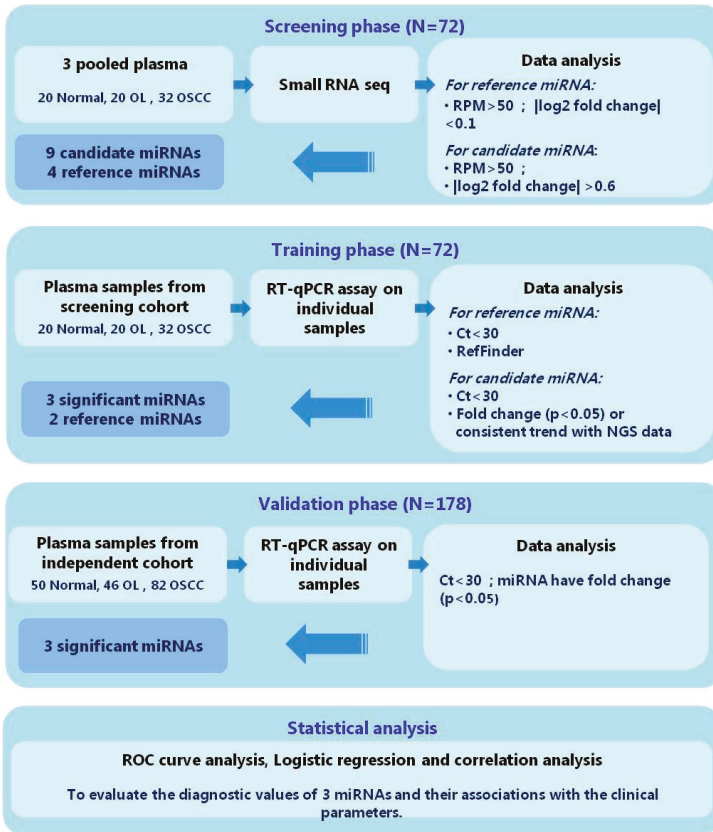 Screening phase (N=72)
3 pooled plasma
20 Normal, 20 OL , 32 OSCC
Small RNA seq
Data analysis
For reference miRNA:
• RPM>50 ; |log2 fold change|
<0.1
For candidate miRNA:
• RPM>50 ;
• |log2 fold change| >0.6
9 candidate miRNAs
4 reference miRNAs
Training phase (N=72)
Plasma samples from
screening cohort
20 Normal, 20 OL , 32 OSCC
RT-qPCR assay on
individual
samples
Data analysis
For reference miRNA:
• Ct<30
• RefFinder
For candidate miRNA:
• Ct<30
• Fold change (p<0.05) or
consistent trend with NGS data
3 significant miRNAs
2 reference miRNAs
Validation phase (N=178)
Plasma samples from
independent cohort
50 Normal, 46 OL , 82 OSCC
RT-qPCR assay on
individual
samples
Data analysis
Ct<30 ; miRNA have fold change
(p<0.05)
3 significant miRNAs
Statistical analysis
ROC curve analysis, Logistic regression and correlation analysis
To evaluate the diagnostic values of 3 miRNAs and their associations with the clinical
parameters.